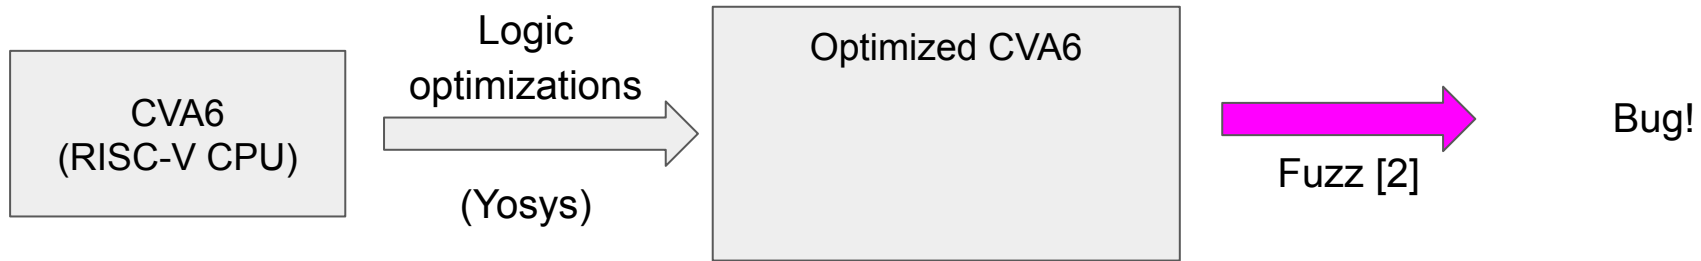 CVA6
(RISC-V CPU)
Logic
optimizations
(Yosys)
Optimized CVA6
Fuzz [2]
Bug!